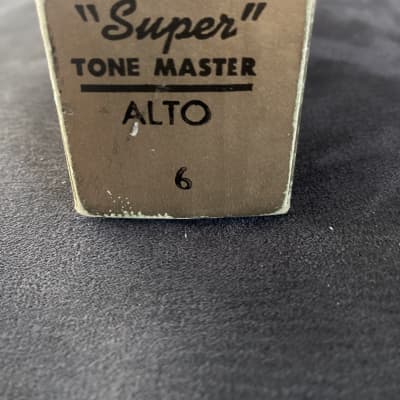 "Super"
TONE MASTER
ALTO
6